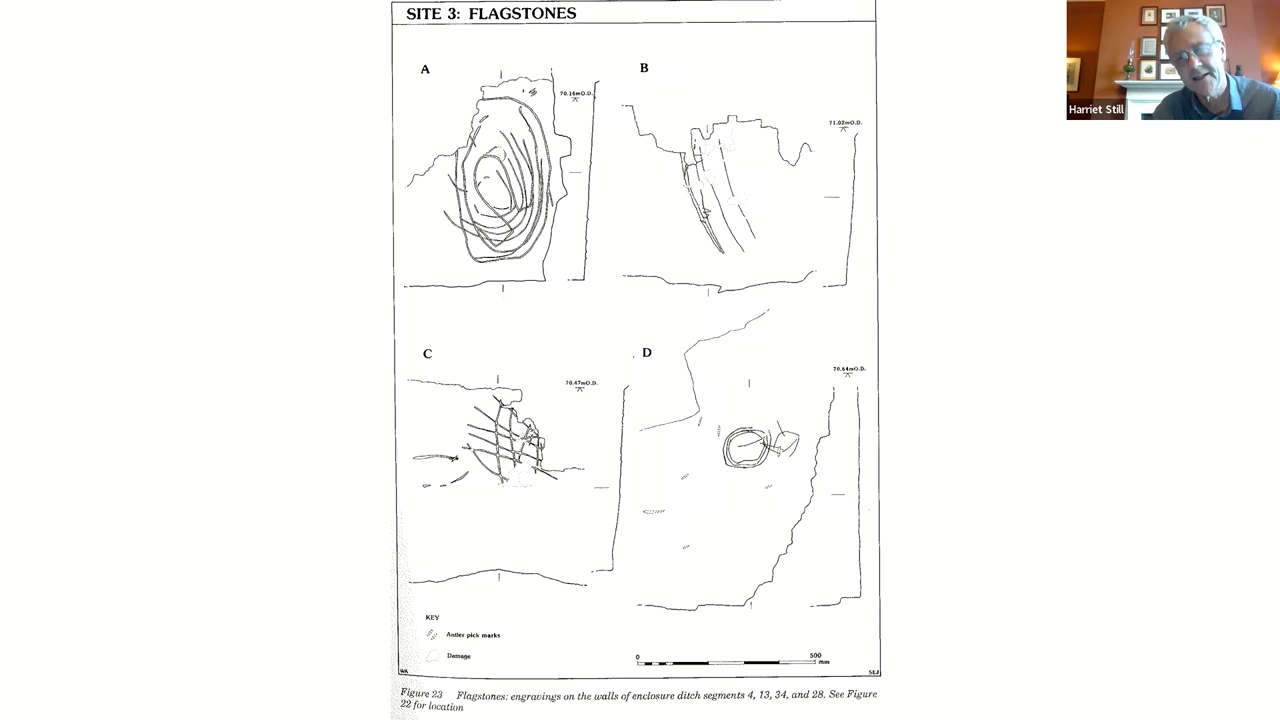 SITE 3: FLAGSTONES
A
B
70.16mO.D.
71.02mO.D.
Harriet Still
C
D
70.47mO.D.
70.64mO.D.
KEY
Antler pick marks
Damage
0
500
mm
WA
SEJ
Figure 23 Flagstones: engravings on the walls of enclosure ditch segments 4, 13, 34, and 28. See Figure
22 for location